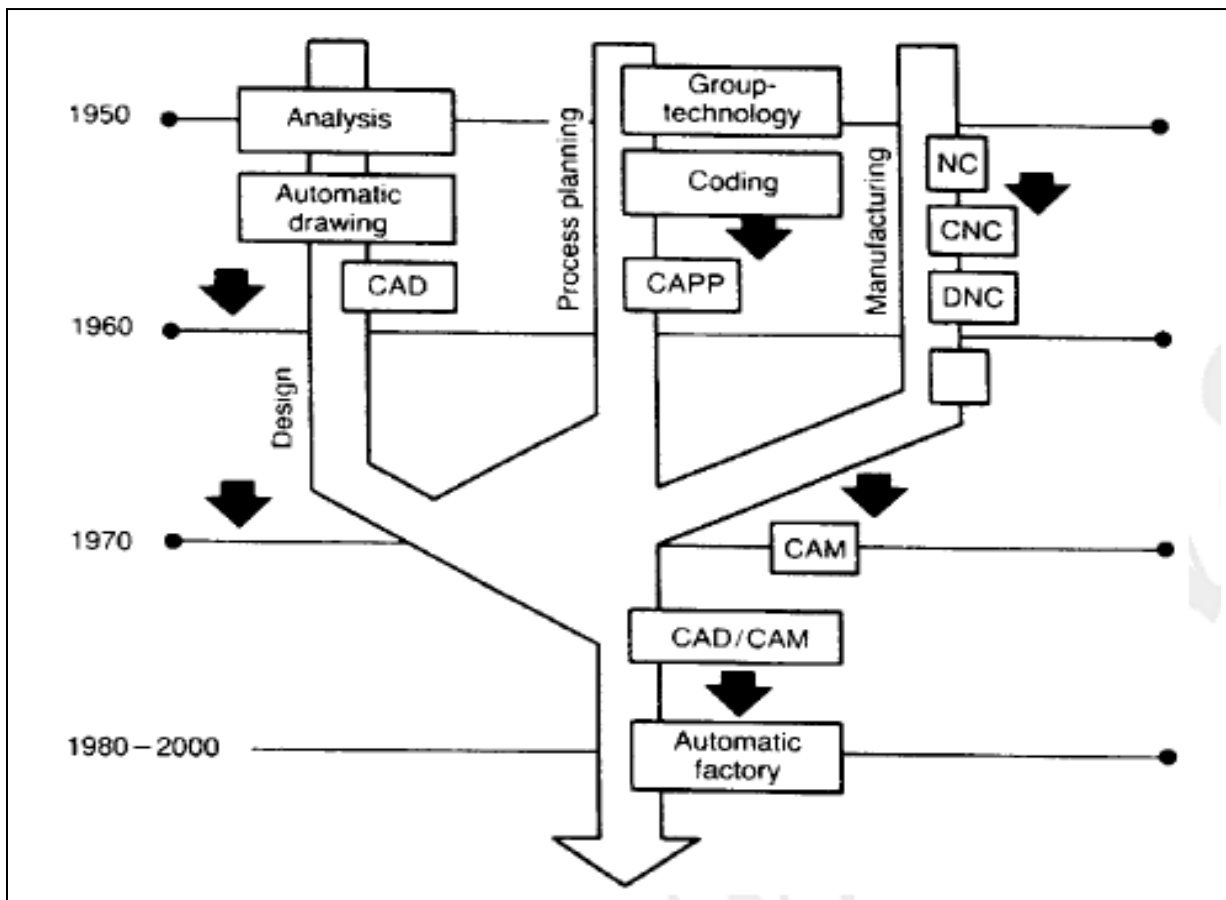 1950
Analysis
Group-
technology
Automatic
drawing
Process planning
Coding
Manufacturing
NC
CNC
CAD
CAPP
DNC
1960
Design
1970
CAM
CAD/CAM
1980–2000
Automatic
factory